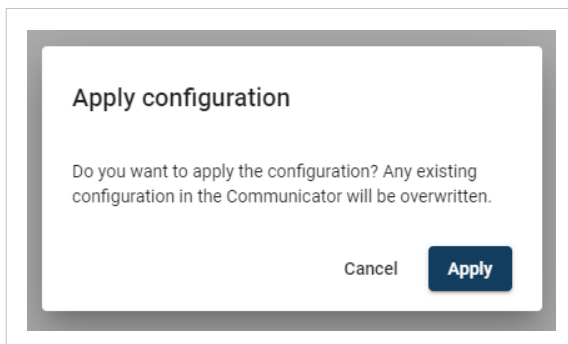 Apply configuration
Do you want to apply the configuration? Any existing
configuration in the Communicator will be overwritten.
Cancel
Apply